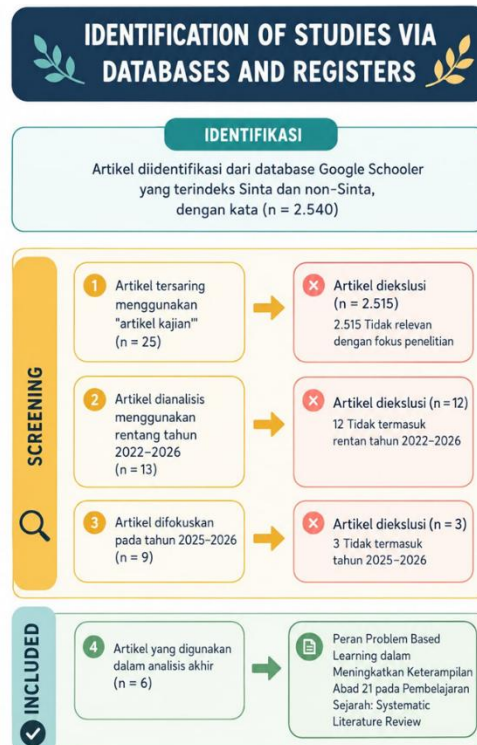 IDENTIFICATION OF STUDIES VIA
DATABASES AND REGISTERS
IDENTIFIKASI
Artikel diidentifikasi dari database Google Schooler
yang terindeks Sinta dan non-Sinta,
dengan kata (n = 2.540)
SCREENING
1
Artikel tersaring
menggunakan
"artikel kajian'"
(n = 25)
Artikel diekslusi
(n = 2.515)
2.515 Tidak relevan
dengan fokus penelitian
2
Artikel dianalisis
menggunakan
rentang tahun
2022–2026
(n = 13)
Artikel diekslusi (n = 12)
12 Tidak termasuk
rentan tahun 2022–2026
3
Artikel difokuskan
pada tahun 2025–2026
(n = 9)
Artikel diekslusi (n = 3)
3 Tidak termasuk
tahun 2025–2026
INCLUDED
4
Artikel yang digunakan
dalam analisis akhir
(n = 6)
Peran Problem Based
Learning dalam
Meningkatkan Keterampilan
Abad 21 pada Pembelajaran
Sejarah: Systematic
Literature Review